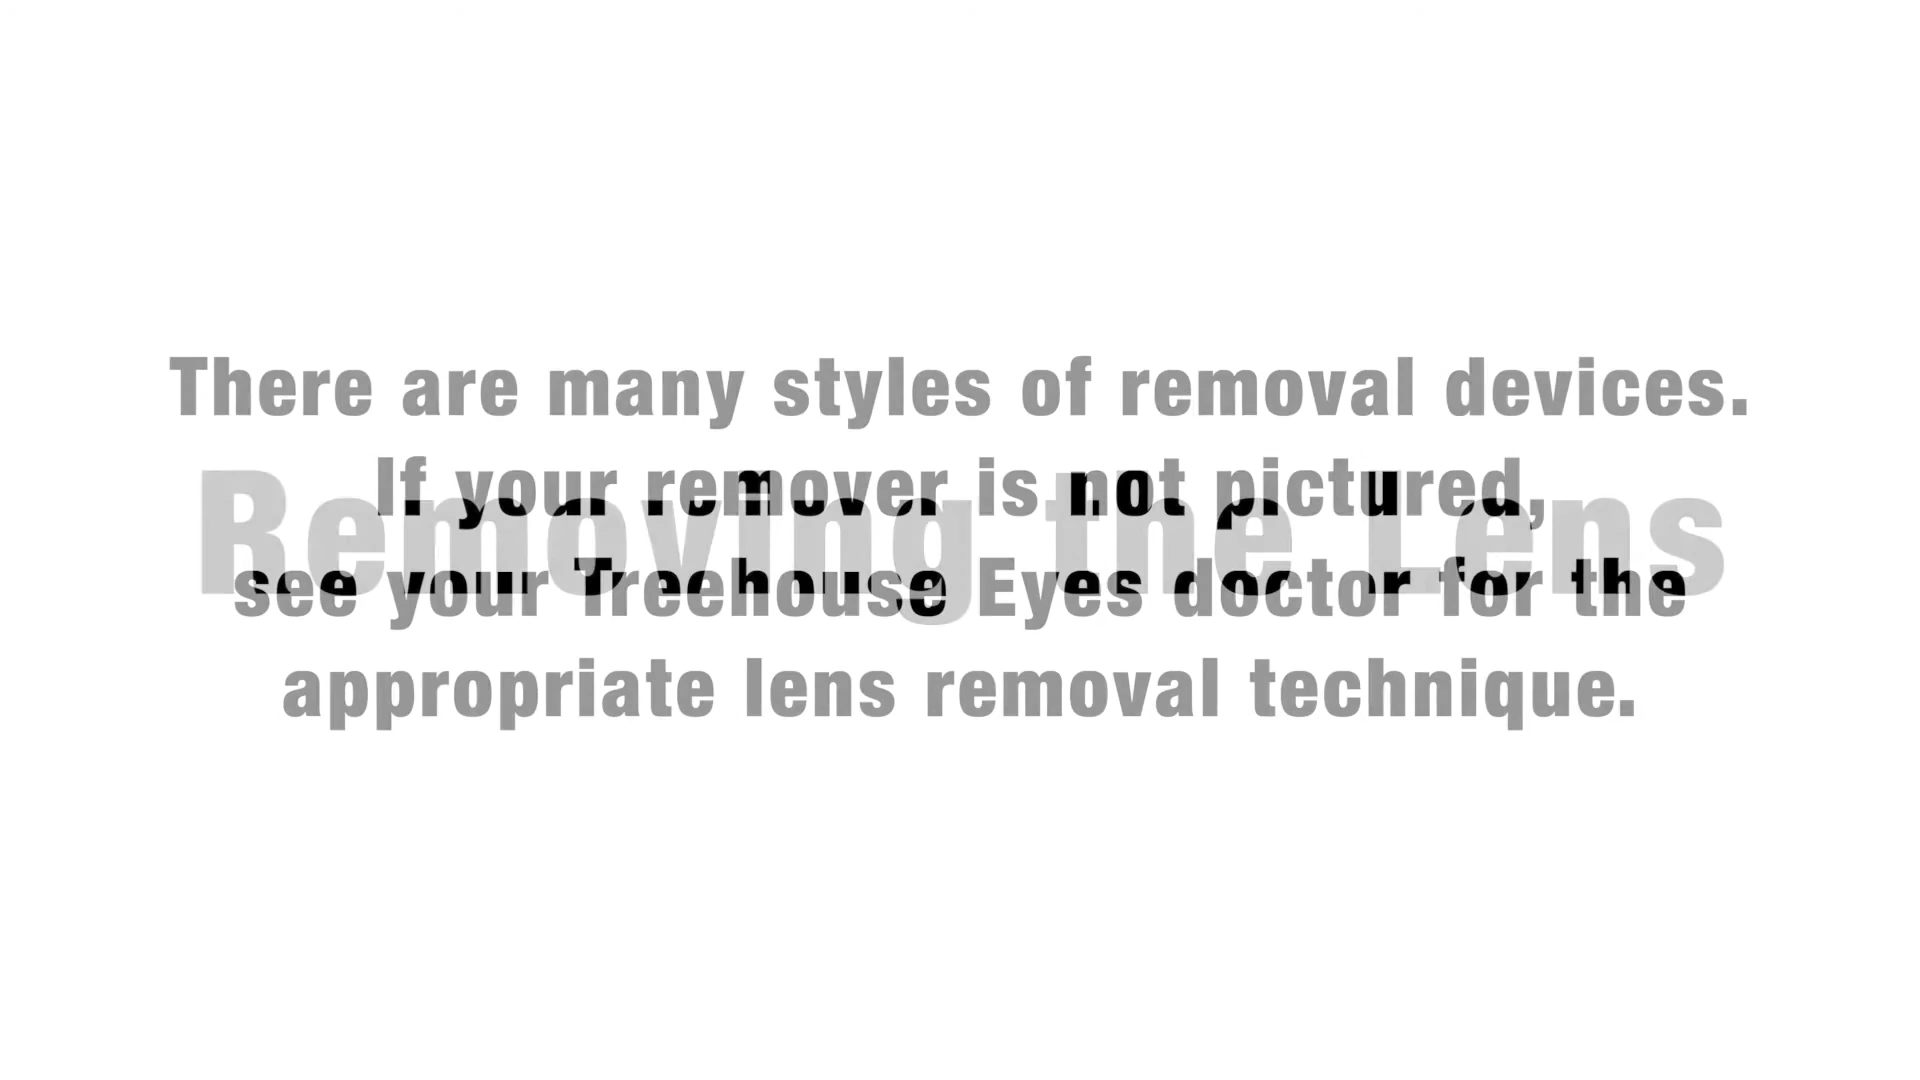 There are many styles of removal devices.
If your remover is not pictured,
Removing the Lens
see your Treehouse Eyes doctor for the
appropriate lens removal technique.